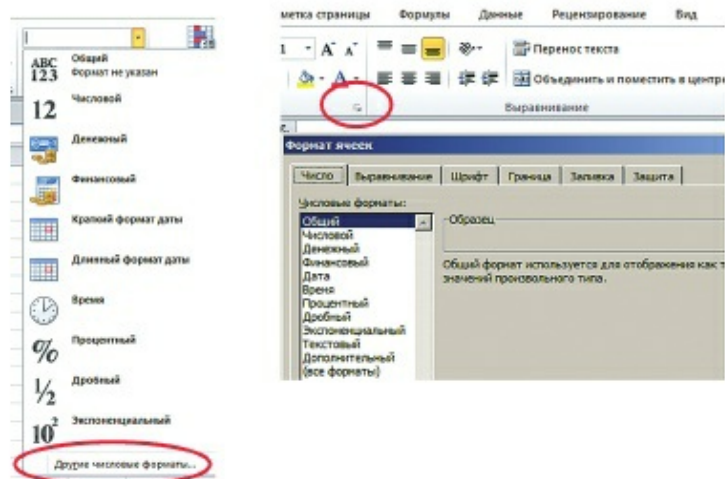 ABC
123
Общий
Формат не указан
12
Числовой
Денежный
Финансовый
Краткий формат даты
Длинный формат даты
Время
%
Процентный
½
Дробный
10²
Экспоненциальный
Другие числовые форматы...
метка страницы Формулы Данные Рецензирование Вид
A A Перенос текста
A Объединить и поместить в центре
Выравнивание
Формат ячеек
Число Выравнивание Шрифт Граница Заливка Защита
Числовые форматы:
Общий
Числовой
Денежный
Финансовый
Дата
Время
Процентный
Дробный
Экспоненциальный
Текстовый
Дополнительный
(все форматы)
Образец
Общий формат используется для отображения как т
значений произвольного типа.